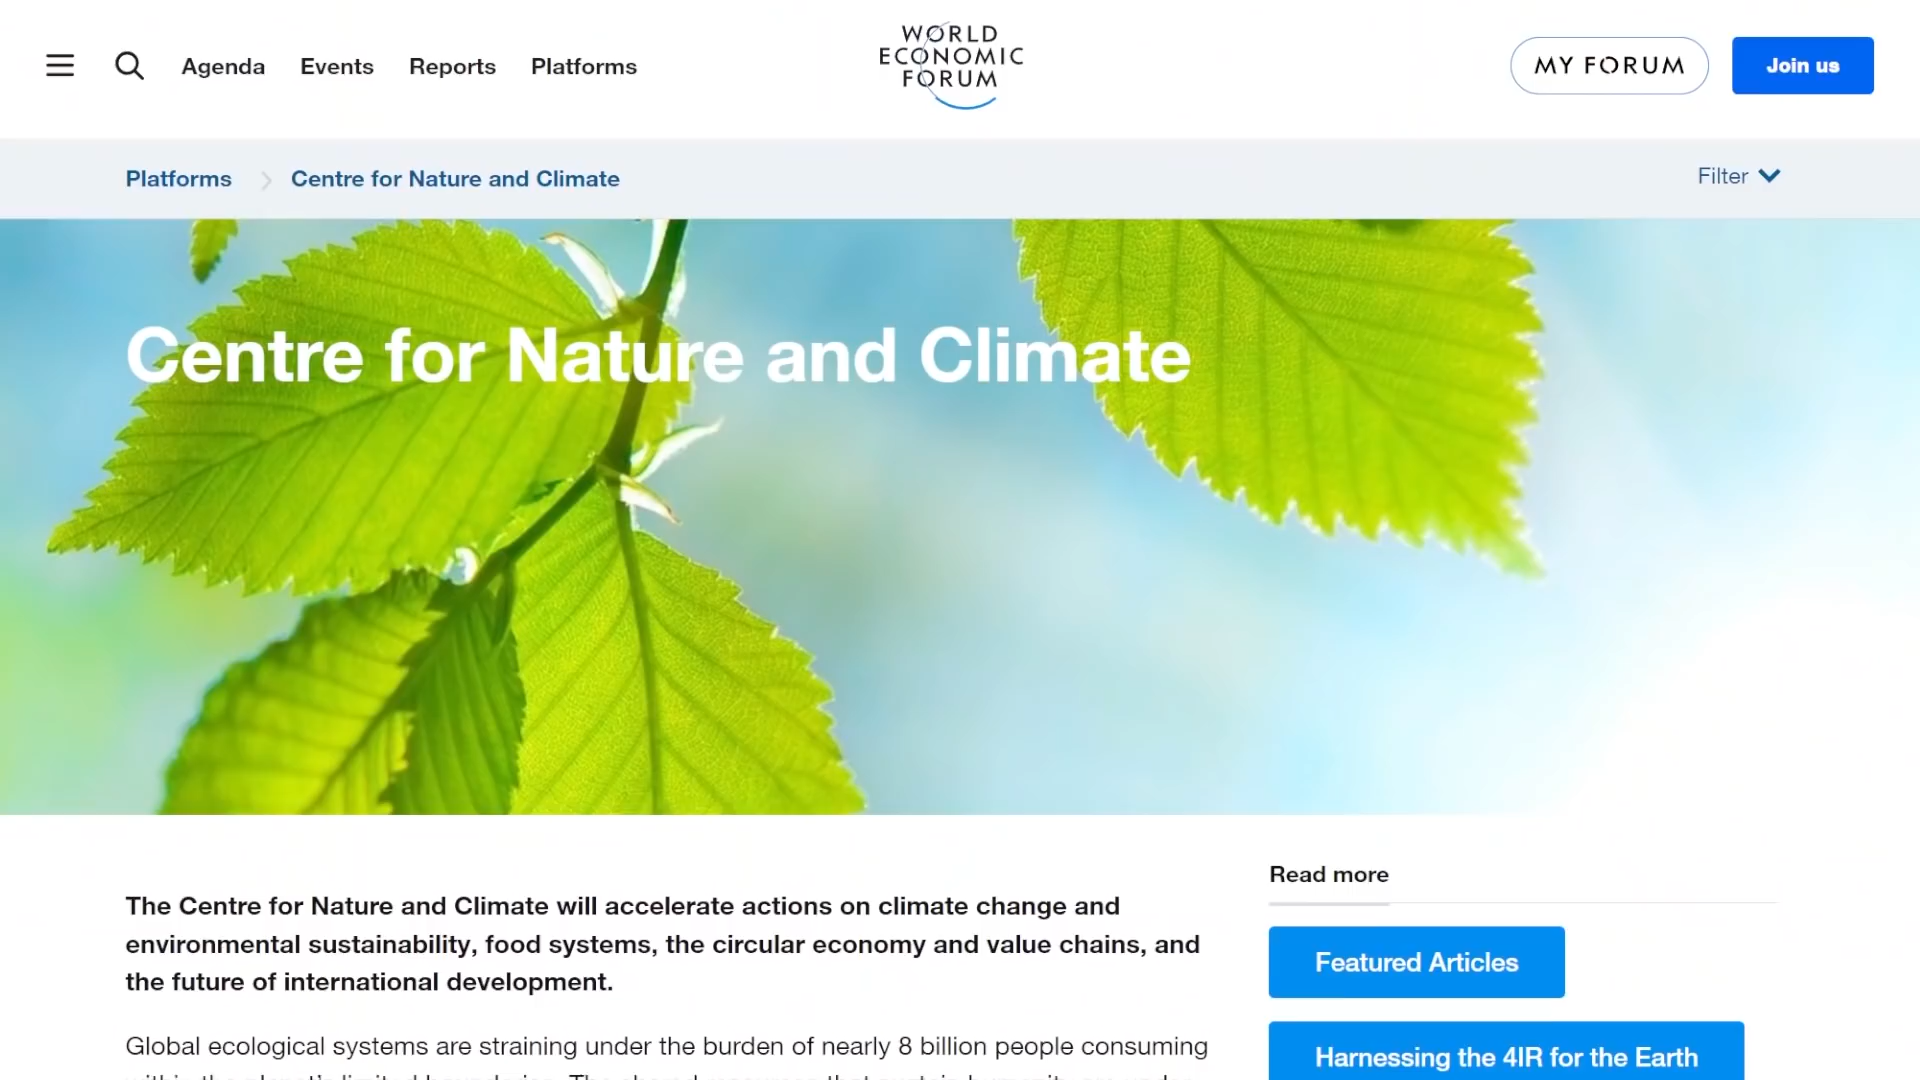 Agenda Events Reports Platforms
WORLD
ECONOMIC
FORUM
MY FORUM
Join us
Platforms
Centre for Nature and Climate
Filter
Centre for Nature and Climate
The Centre for Nature and Climate will accelerate actions on climate change and
environmental sustainability, food systems, the circular economy and value chains, and
the future of international development.
Global ecological systems are straining under the burden of nearly 8 billion people consuming
Read more
Featured Articles
Harnessing the 4IR for the Earth